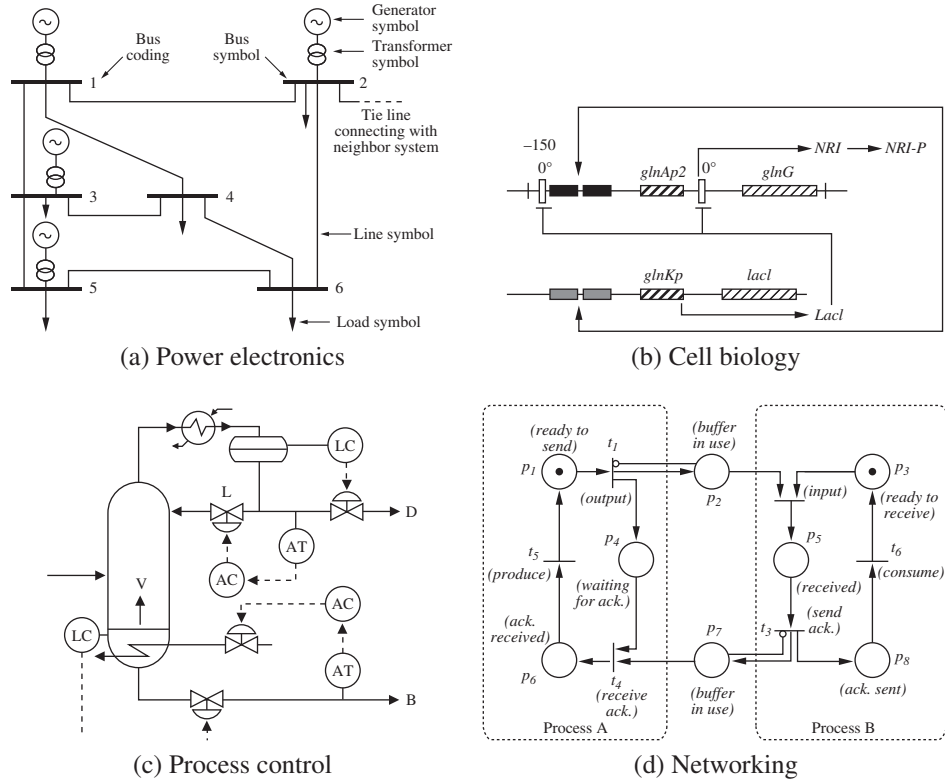 Generator
symbol
Bus
coding
Bus
symbol
Transformer
symbol
1
2
Tie line
connecting with
neighbor system
3
4
Line symbol
5
6
Load symbol
(a) Power electronics
–150
0°
glnAp2
0°
glnG
NRI
NRI-P
glnKp
lacl
Lacl
(b) Cell biology
LC
L
D
AT
AC
V
AC
LC
AT
B
(c) Process control
(ready to
send)
t1
(buffer
in use)
p1
p2
p3
(output)
(input)
(ready to
receive)
t5
p4
p5
t6
(produce)
(consume)
(waiting
for ack.)
(received)
(ack.
received)
(send
ack.)
p7
t3
p6
t4
p8
(receive
ack.)
(buffer
in use)
(ack. sent)
Process A
Process B
(d) Networking